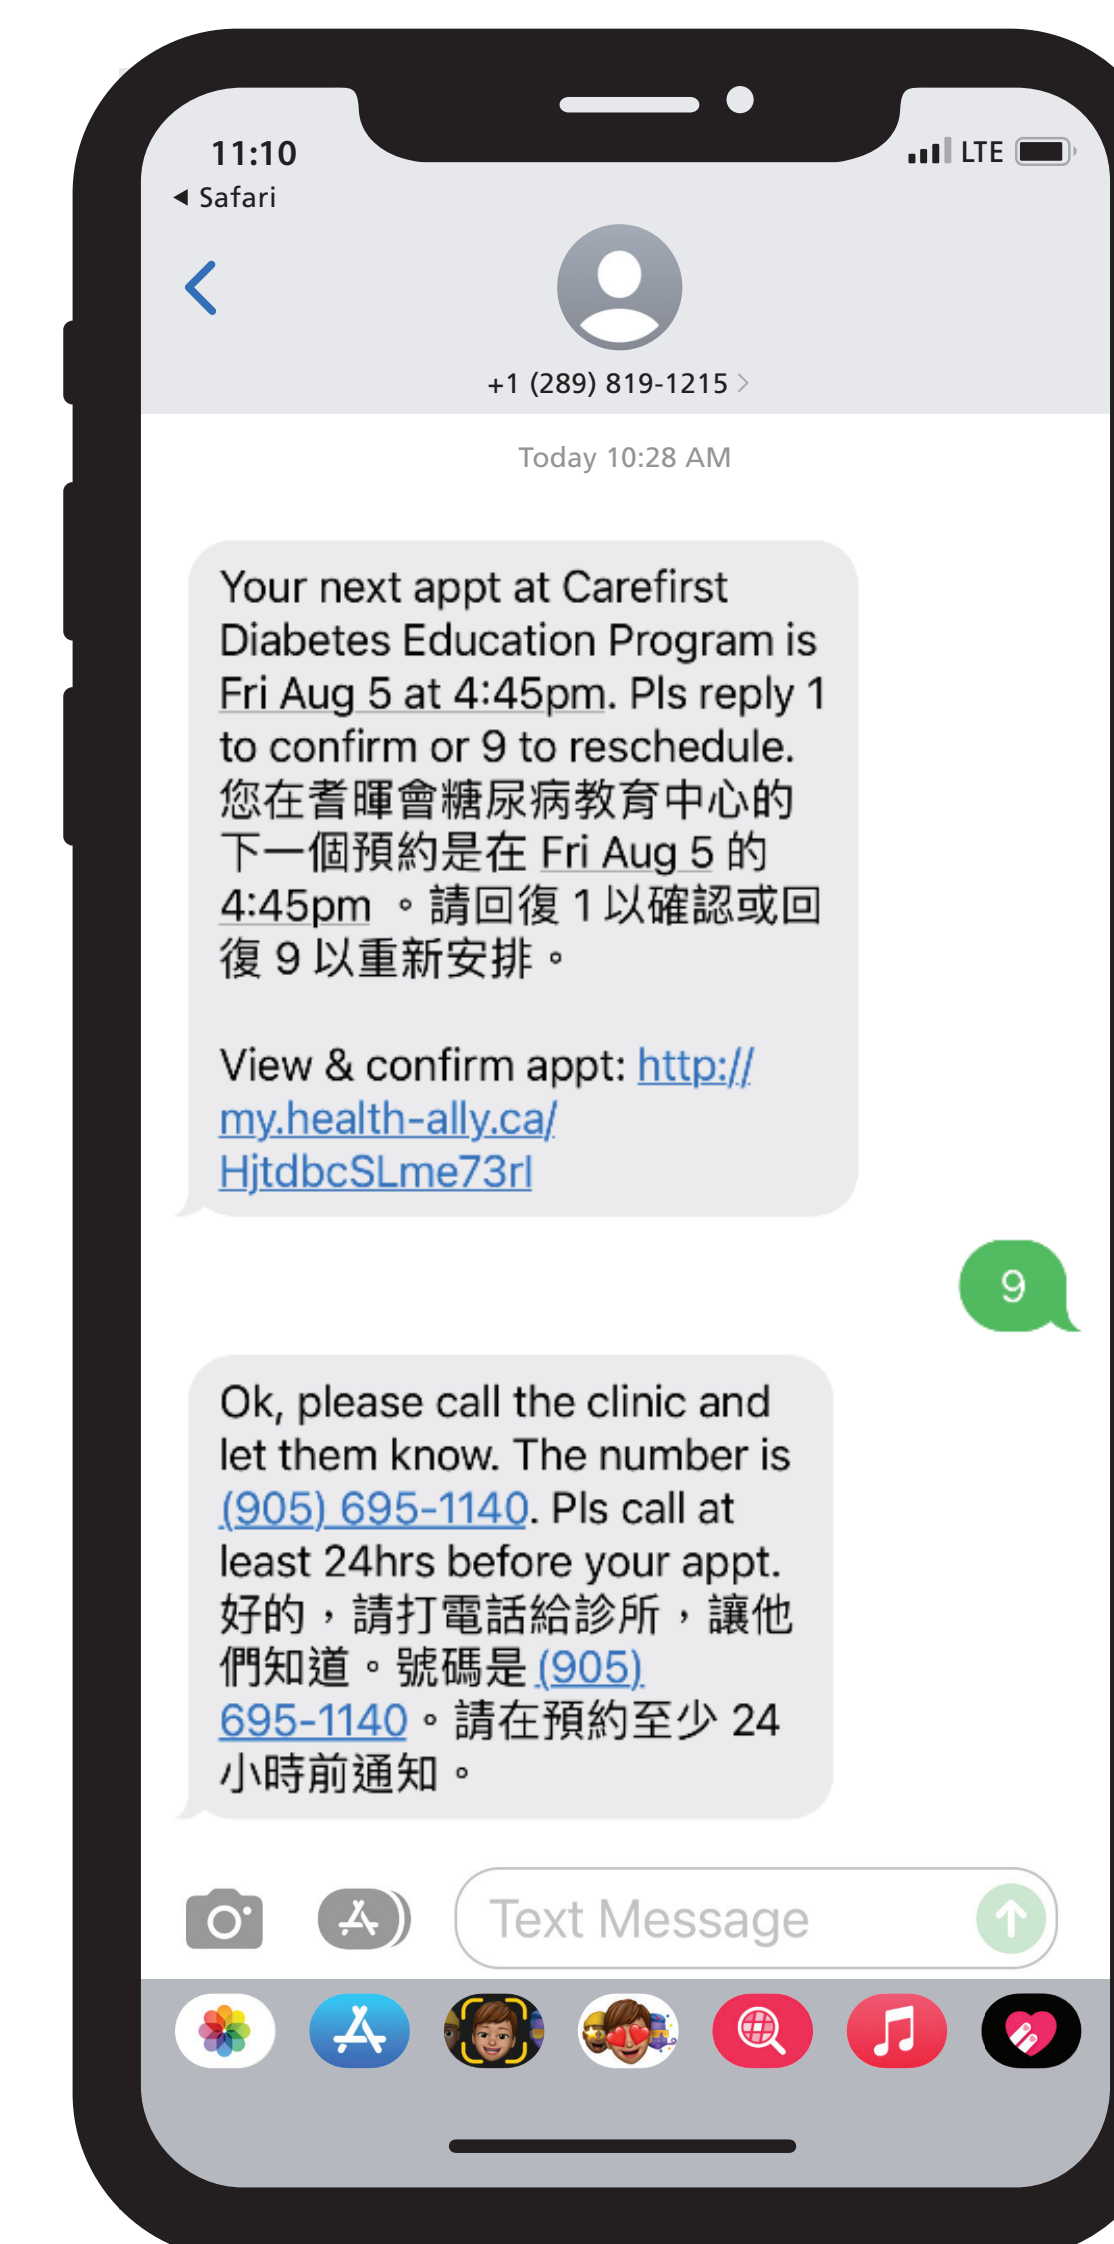 11:10
LTE
◀ Safari
+1 (289) 819-1215 >
Today 10:28 AM
Your next appt at Carefirst
Diabetes Education Program is
Fri Aug 5 at 4:45pm. Pls reply 1
to confirm or 9 to reschedule.
您在耆暉會糖尿病教育中心的
下一個預約是在 Fri Aug 5 的
4:45pm 。請回復 1 以確認或回
復 9 以重新安排。
View & confirm appt: http://
my.health-ally.ca/
HjtdbcSLme73rl
9
Ok, please call the clinic and
let them know. The number is
(905) 695-1140. Pls call at
least 24hrs before your appt.
好的，請打電話給診所，讓他
們知道。號碼是 (905)
695-1140。請在預約至少 24
小時前通知。
Text Message